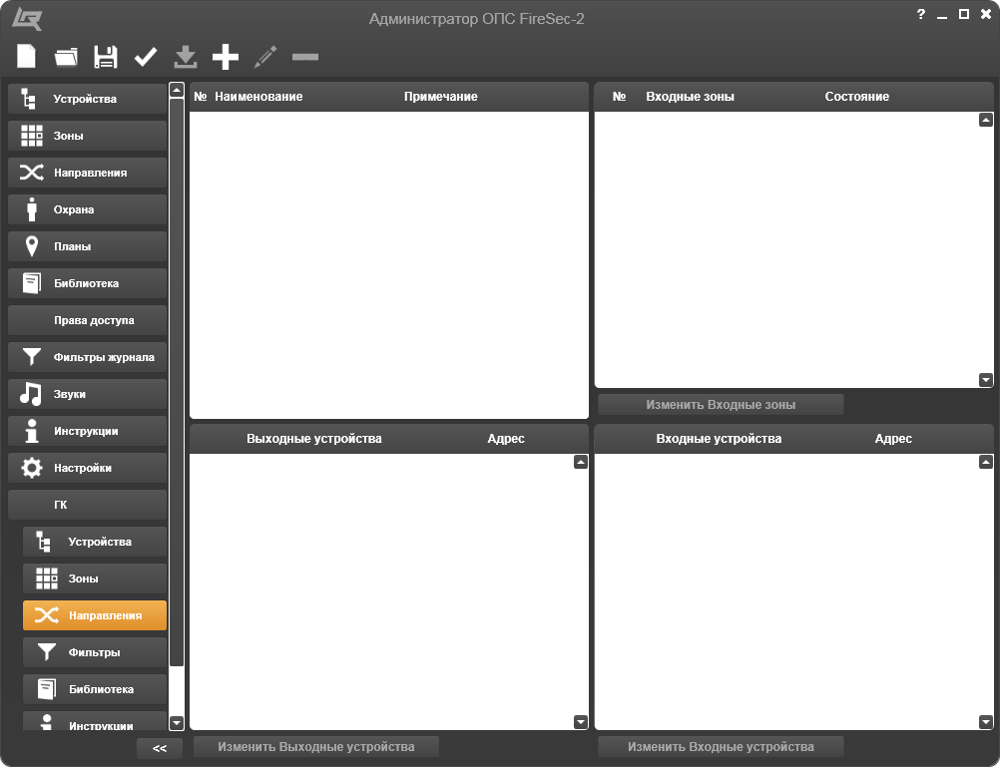 Администратор ОПС FireSec-2
?
Устройства
Зоны
Направления
Охрана
Планы
Библиотека
Права доступа
Фильтры журнала
Звуки
Инструкции
Настройки
ГК
Устройства
Зоны
Направления
Фильтры
Библиотека
Инструкции
<<
№ Наименование Примечание
№ Входные зоны Состояние
Изменить Входные зоны
Выходные устройства Адрес
Изменить Выходные устройства
Входные устройства Адрес
Изменить Входные устройства